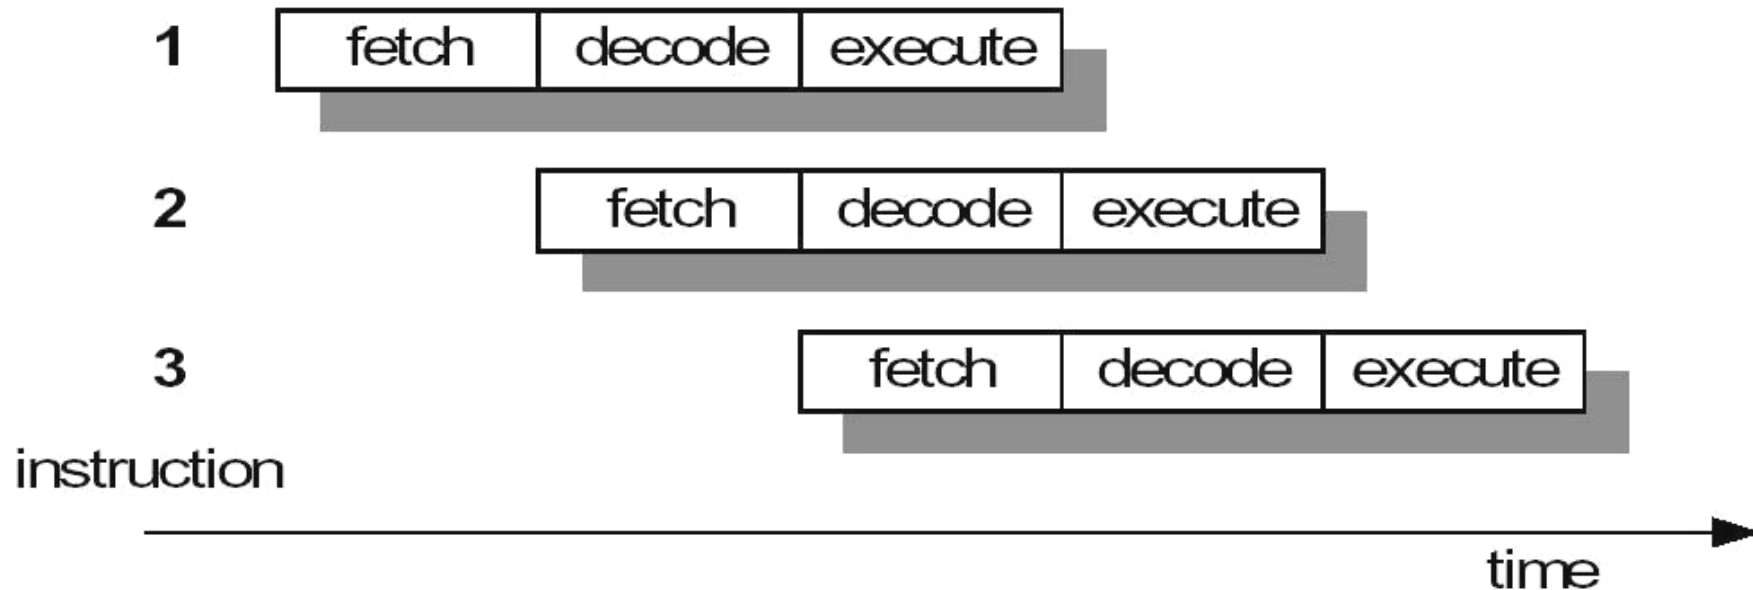 1 fetch decode execute
2 fetch decode execute
3 fetch decode execute
instruction
time